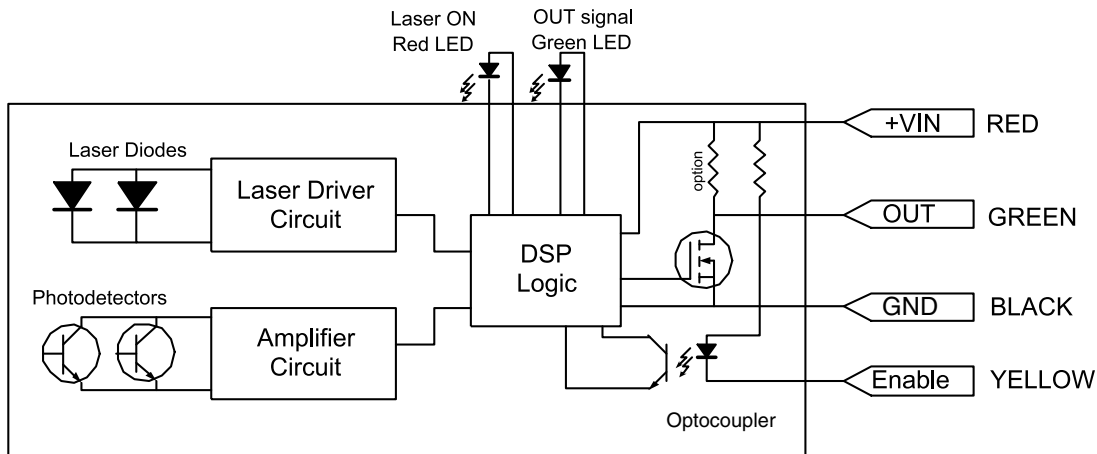 Laser ON
Red LED
OUT signal
Green LED
+VIN
RED
Laser Diodes
Laser Driver
Circuit
option
OUT
GREEN
DSP
Logic
Photodetectors
Amplifier
Circuit
GND
BLACK
Enable
YELLOW
Optocoupler